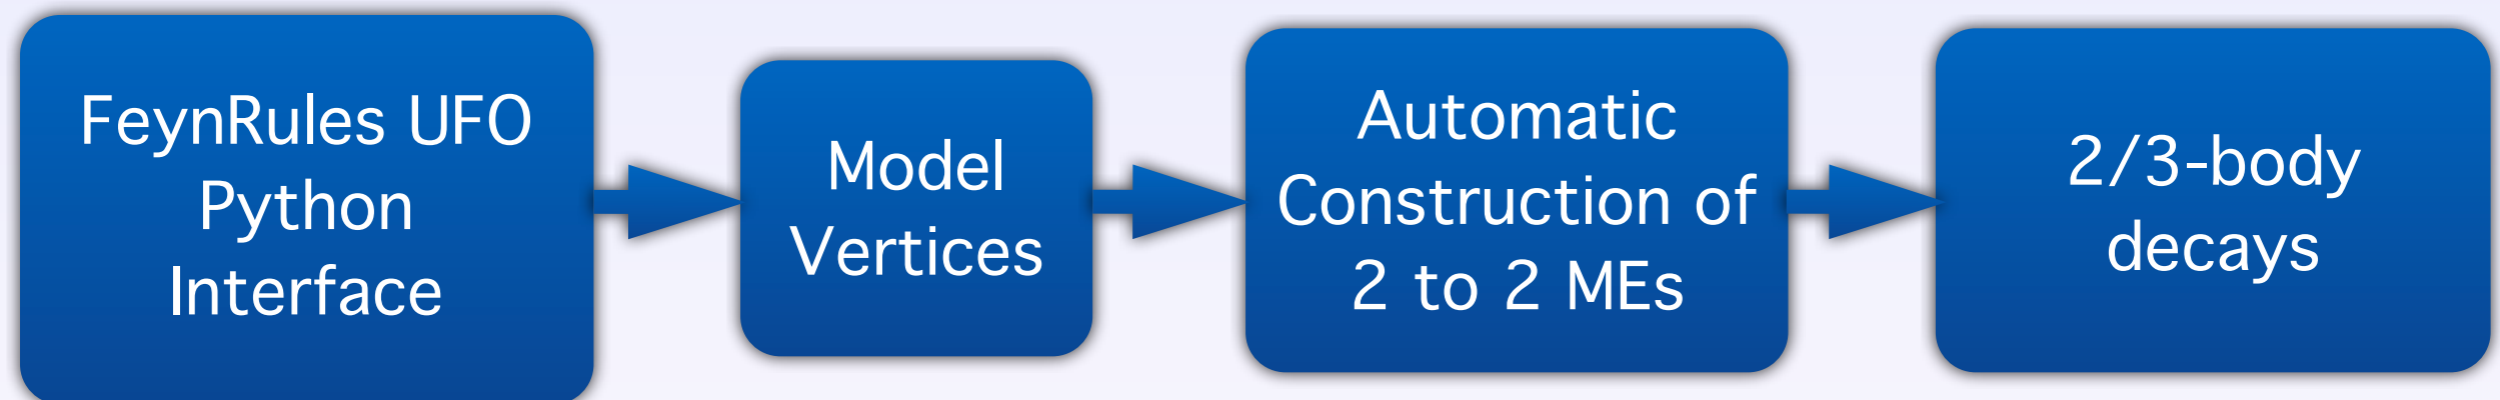 FeynRules UFO
Python
Interface
Model
Vertices
Automatic
Construction of
2 to 2 MEs
2/3-body
decays